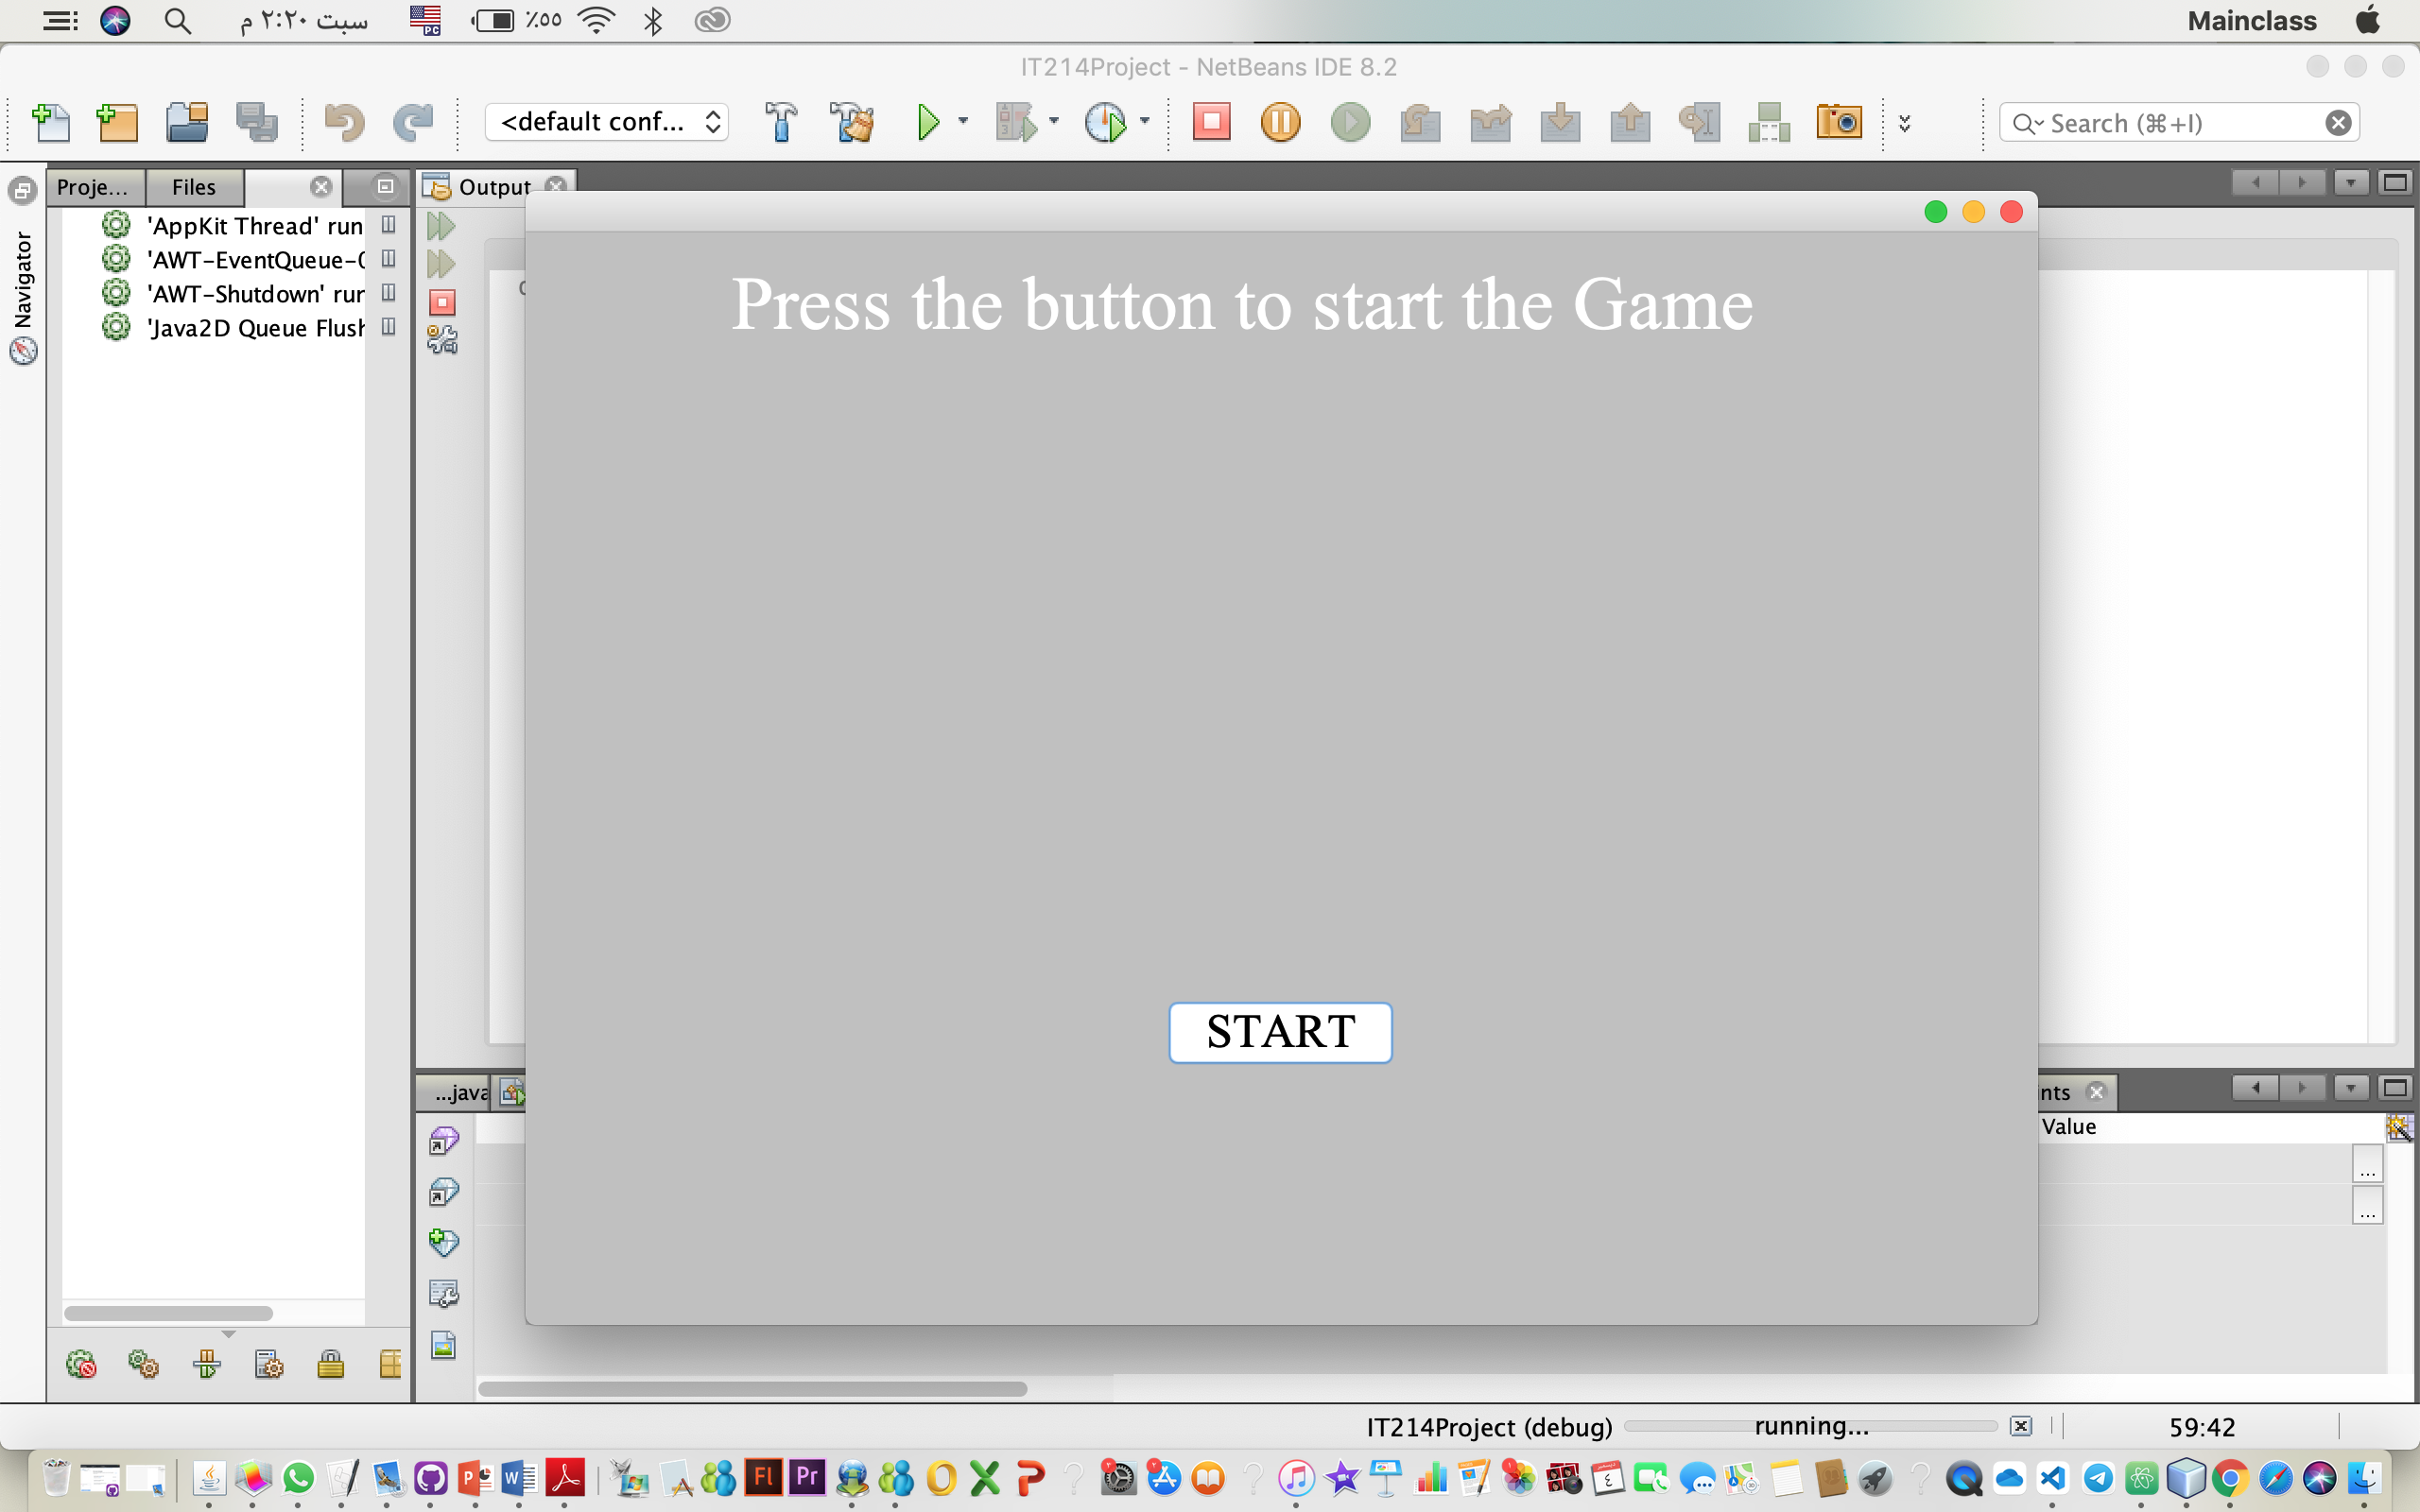 سبت ٢:٢٠ م
٪٥٥
Mainclass
IT214Project - NetBeans IDE 8.2
<default conf...
Search (⌘+I)
Proje...
Files
Output
Navigator
'AppKit Thread' run
'AWT-EventQueue-0
'AWT-Shutdown' rur
'Java2D Queue Flush
Press the button to start the Game
START
...java
nts
Value
...
...
IT214Project (debug)
running...
59:42